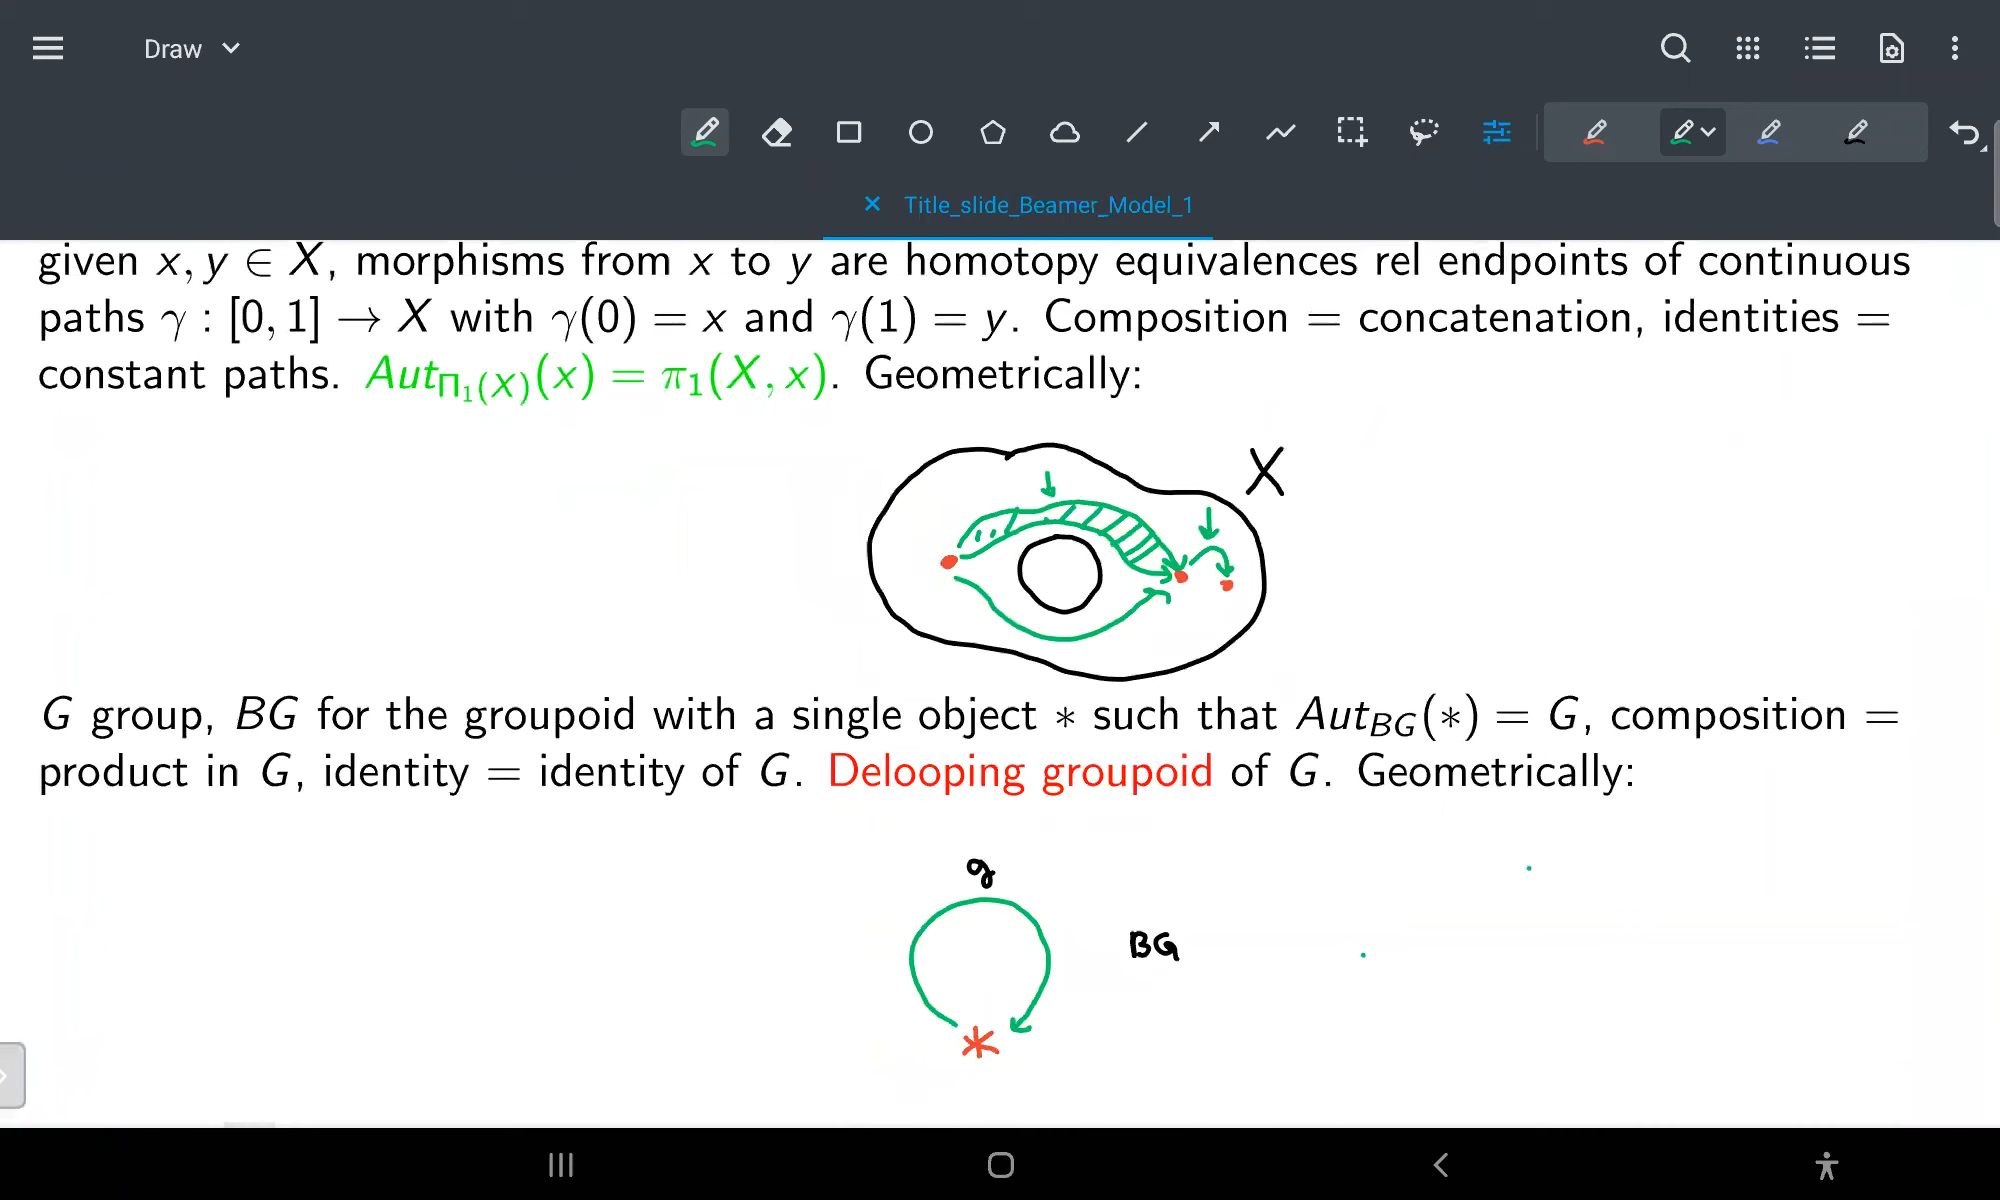 Draw
Title_slide_Beamer_Model_1
given x, y ∈ X, morphisms from x to y are homotopy equivalences rel endpoints of continuous
paths γ : [0, 1] → X with γ(0) = x and γ(1) = y. Composition = concatenation, identities =
constant paths. Aut_{Π₁(X)}(x) = π₁(X, x). Geometrically:
X
G group, BG for the groupoid with a single object ∗ such that Aut_{BG}(∗) = G, composition =
product in G, identity = identity of G. Delooping groupoid of G. Geometrically:
g
BG
*